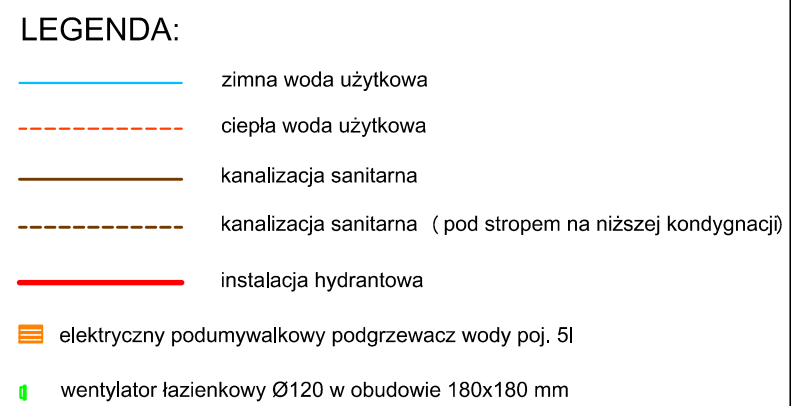 LEGENDA:
zimna woda użytkowa
ciepła woda użytkowa
kanalizacja sanitarna
kanalizacja sanitarna ( pod stropem na niższej kondygnacji)
instalacja hydrantowa
elektryczny podumywalkowy podgrzewacz wody poj. 5l
wentylator łazienkowy Ø120 w obudowie 180x180 mm